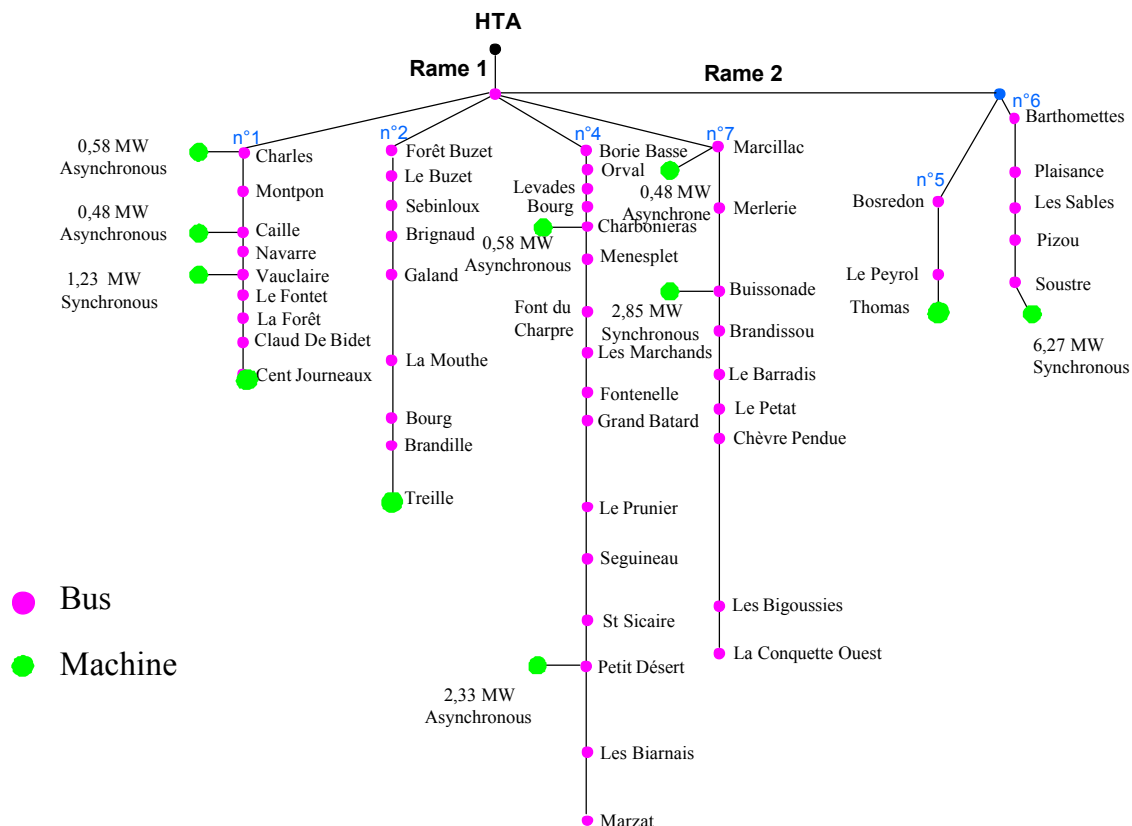 HTA
Rame 1
Rame 2
n°1
n°2
n°4
n°7
n°5
n°6
0,58 MW
Asynchronous
Charles
Montpon
0,48 MW
Asynchronous
Caille
Navarre
1,23 MW
Synchronous
Vauclaire
Le Fontet
La Forêt
Claud De Bidet
Cent Journeaux
Forêt Buzet
Le Buzet
Sebinloux
Brignaud
Galand
La Mouthe
Bourg
Brandille
Treille
Borie Basse
Orval
Levades
Bourg
Charbonieras
0,58 MW
Asynchronous
Menesplet
Font du
Charpre
Les Marchands
Fontenelle
Grand Batard
Le Prunier
Seguineau
St Sicaire
Petit Désert
2,33 MW
Asynchronous
Les Biarnais
Marzat
Marcillac
0,48 MW
Asynchrone
Merlerie
Buissonade
2,85 MW
Synchronous
Brandissou
Le Barradis
Le Petat
Chèvre Pendue
Les Bigoussies
La Conquette Ouest
Bosredon
Le Peyrol
Thomas
Barthomettes
Plaisance
Les Sables
Pizou
Soustre
6,27 MW
Synchronous
Bus
Machine